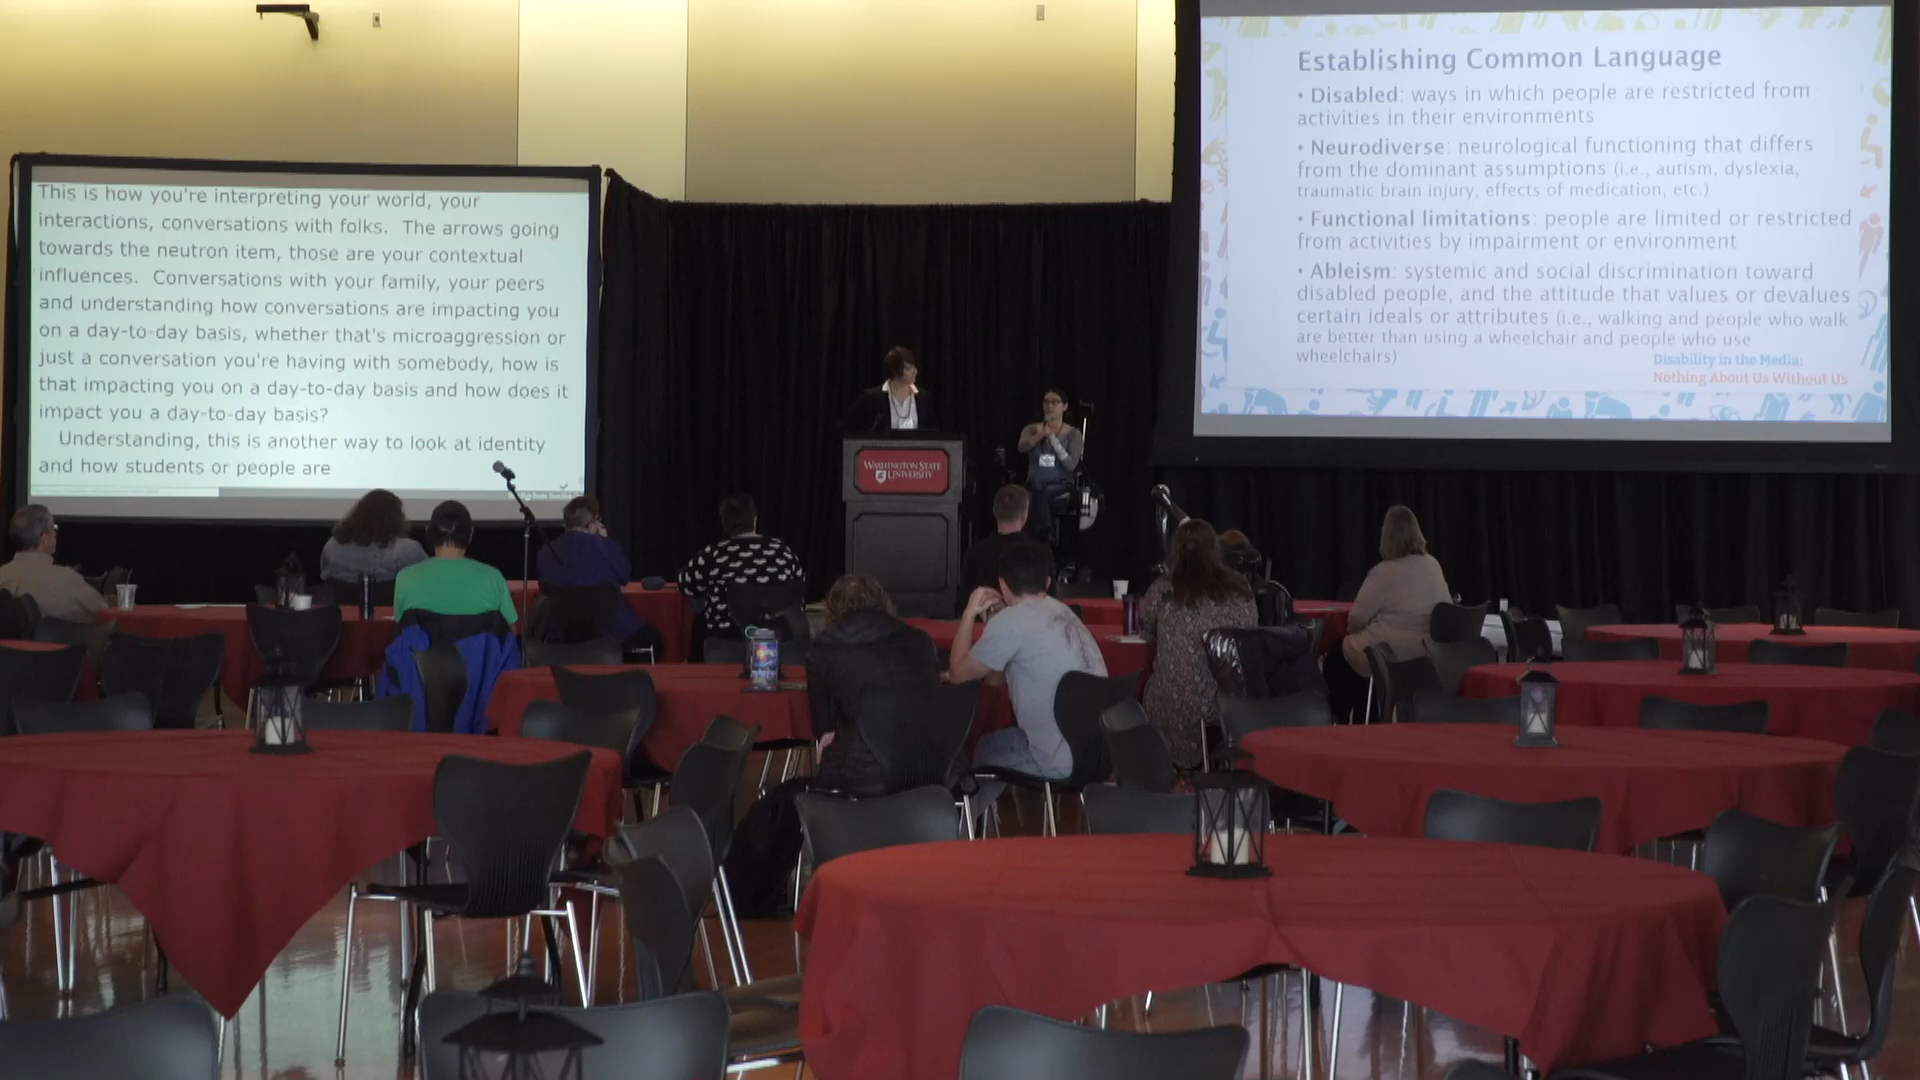 This is how you're interpreting your world, your
interactions, conversations with folks.  The arrows going
towards the neutron item, those are your contextual
influences.  Conversations with your family, your peers
and understanding how conversations are impacting you
on a day-to-day basis, whether that's microaggression or
just a conversation you're having with somebody, how is
that impacting you on a day-to-day basis and how does it
impact you a day-to-day basis?
Understanding, this is another way to look at identity
and how students or people are
WASHINGTON STATE
UNIVERSITY
Establishing Common Language
• Disabled: ways in which people are restricted from
activities in their environments
• Neurodiverse: neurological functioning that differs
from the dominant assumptions (i.e., autism, dyslexia,
traumatic brain injury, effects of medication, etc.)
• Functional limitations: people are limited or restricted
from activities by impairment or environment
• Ableism: systemic and social discrimination toward
disabled people, and the attitude that values or devalues
certain ideals or attributes (i.e., walking and people who walk
are better than using a wheelchair and people who use
wheelchairs)
Disability in the Media:
Nothing About Us Without Us